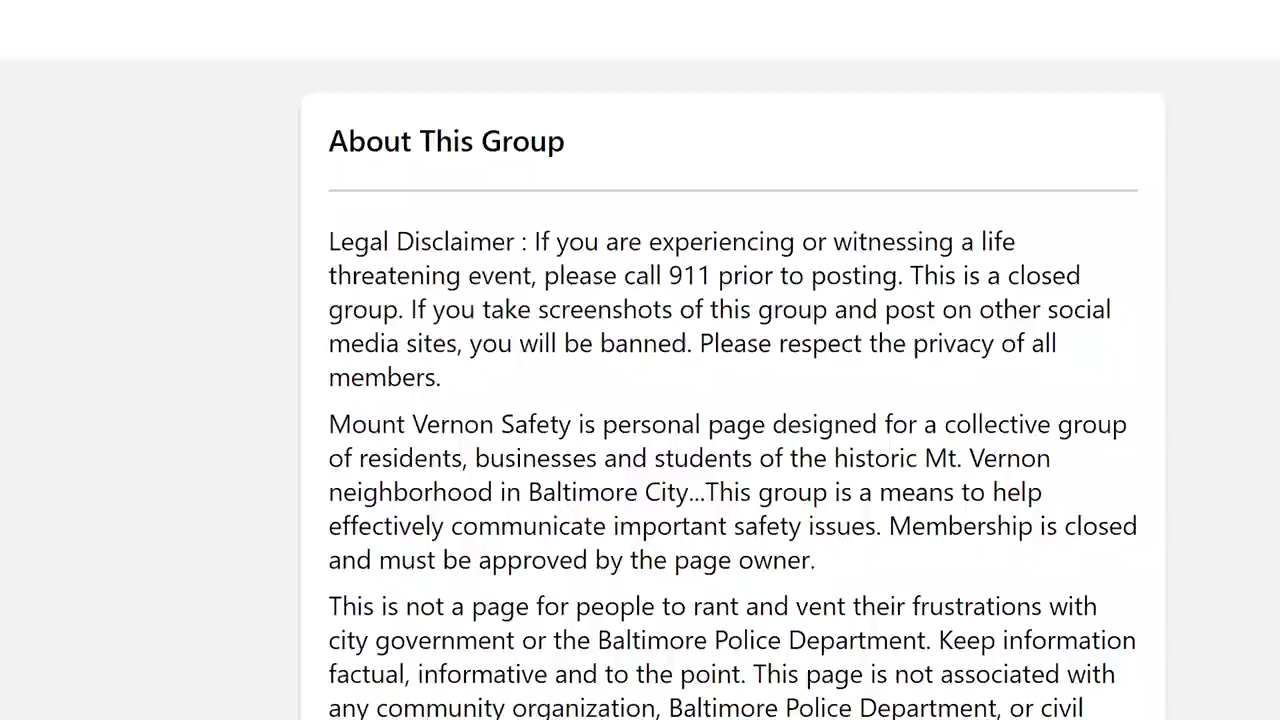 About This Group
Legal Disclaimer : If you are experiencing or witnessing a life
threatening event, please call 911 prior to posting. This is a closed
group. If you take screenshots of this group and post on other social
media sites, you will be banned. Please respect the privacy of all
members.
Mount Vernon Safety is personal page designed for a collective group
of residents, businesses and students of the historic Mt. Vernon
neighborhood in Baltimore City...This group is a means to help
effectively communicate important safety issues. Membership is closed
and must be approved by the page owner.
This is not a page for people to rant and vent their frustrations with
city government or the Baltimore Police Department. Keep information
factual, informative and to the point. This page is not associated with
any community organization, Baltimore Police Department, or civil